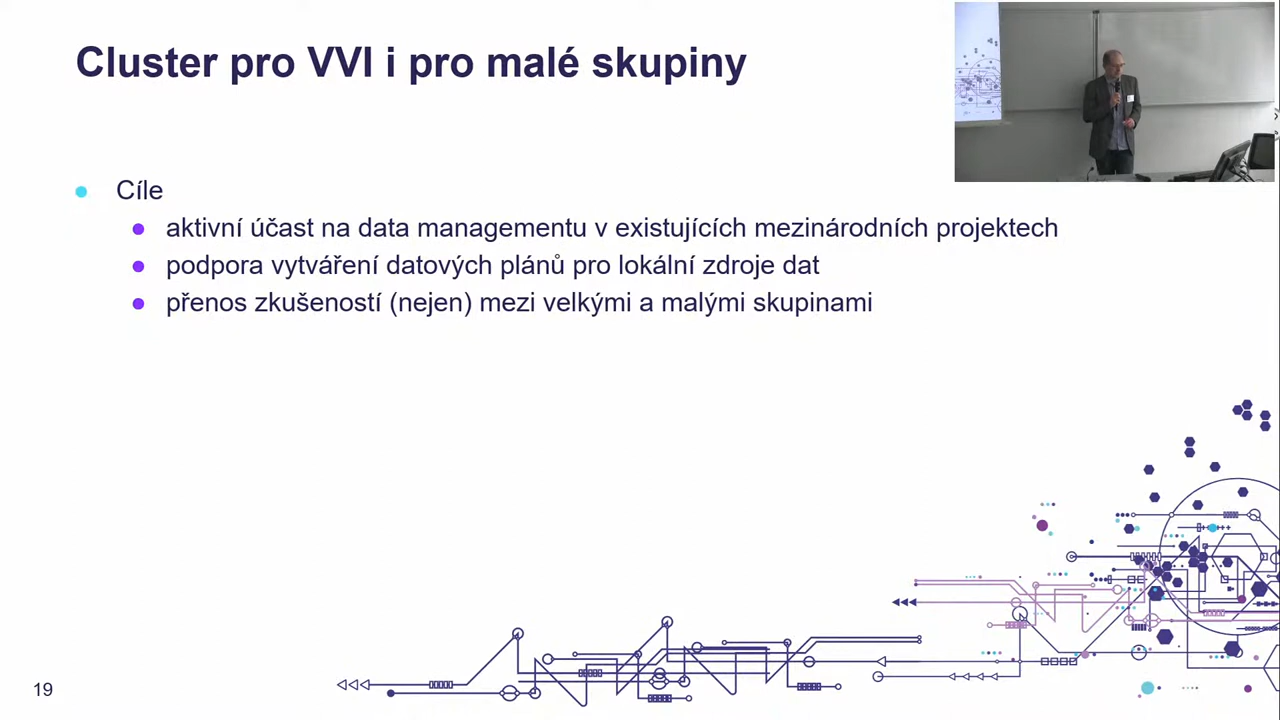 Cluster pro VVI i pro malé skupiny
Cíle
aktivní účast na data managementu v existujících mezinárodních projektech
podpora vytváření datových plánů pro lokální zdroje dat
přenos zkušeností (nejen) mezi velkými a malými skupinami
19